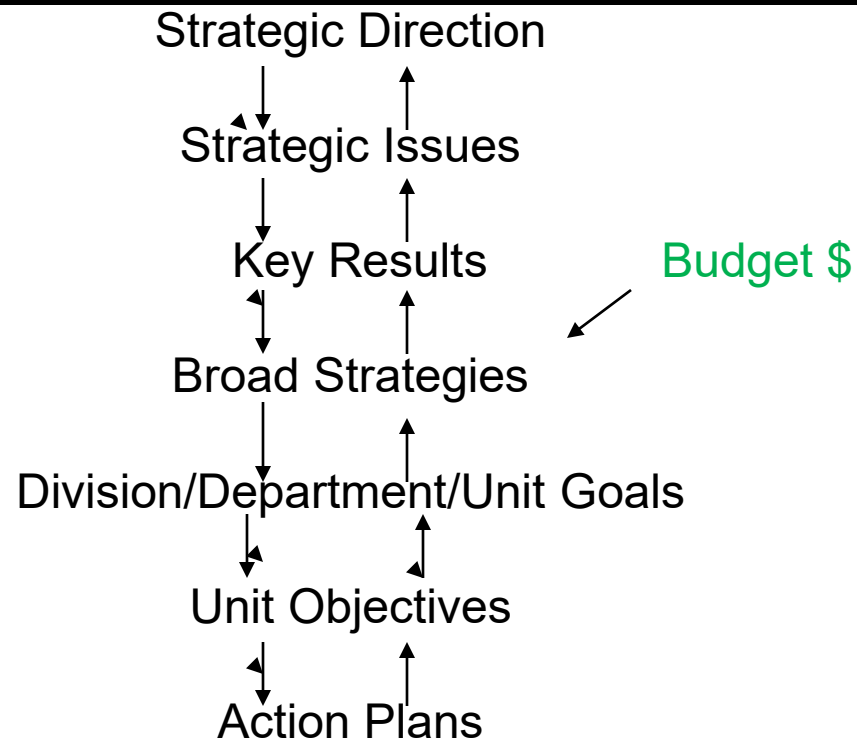 Strategic Direction
Strategic Issues
Key Results
Budget $
Broad Strategies
Division/Department/Unit Goals
Unit Objectives
Action Plans